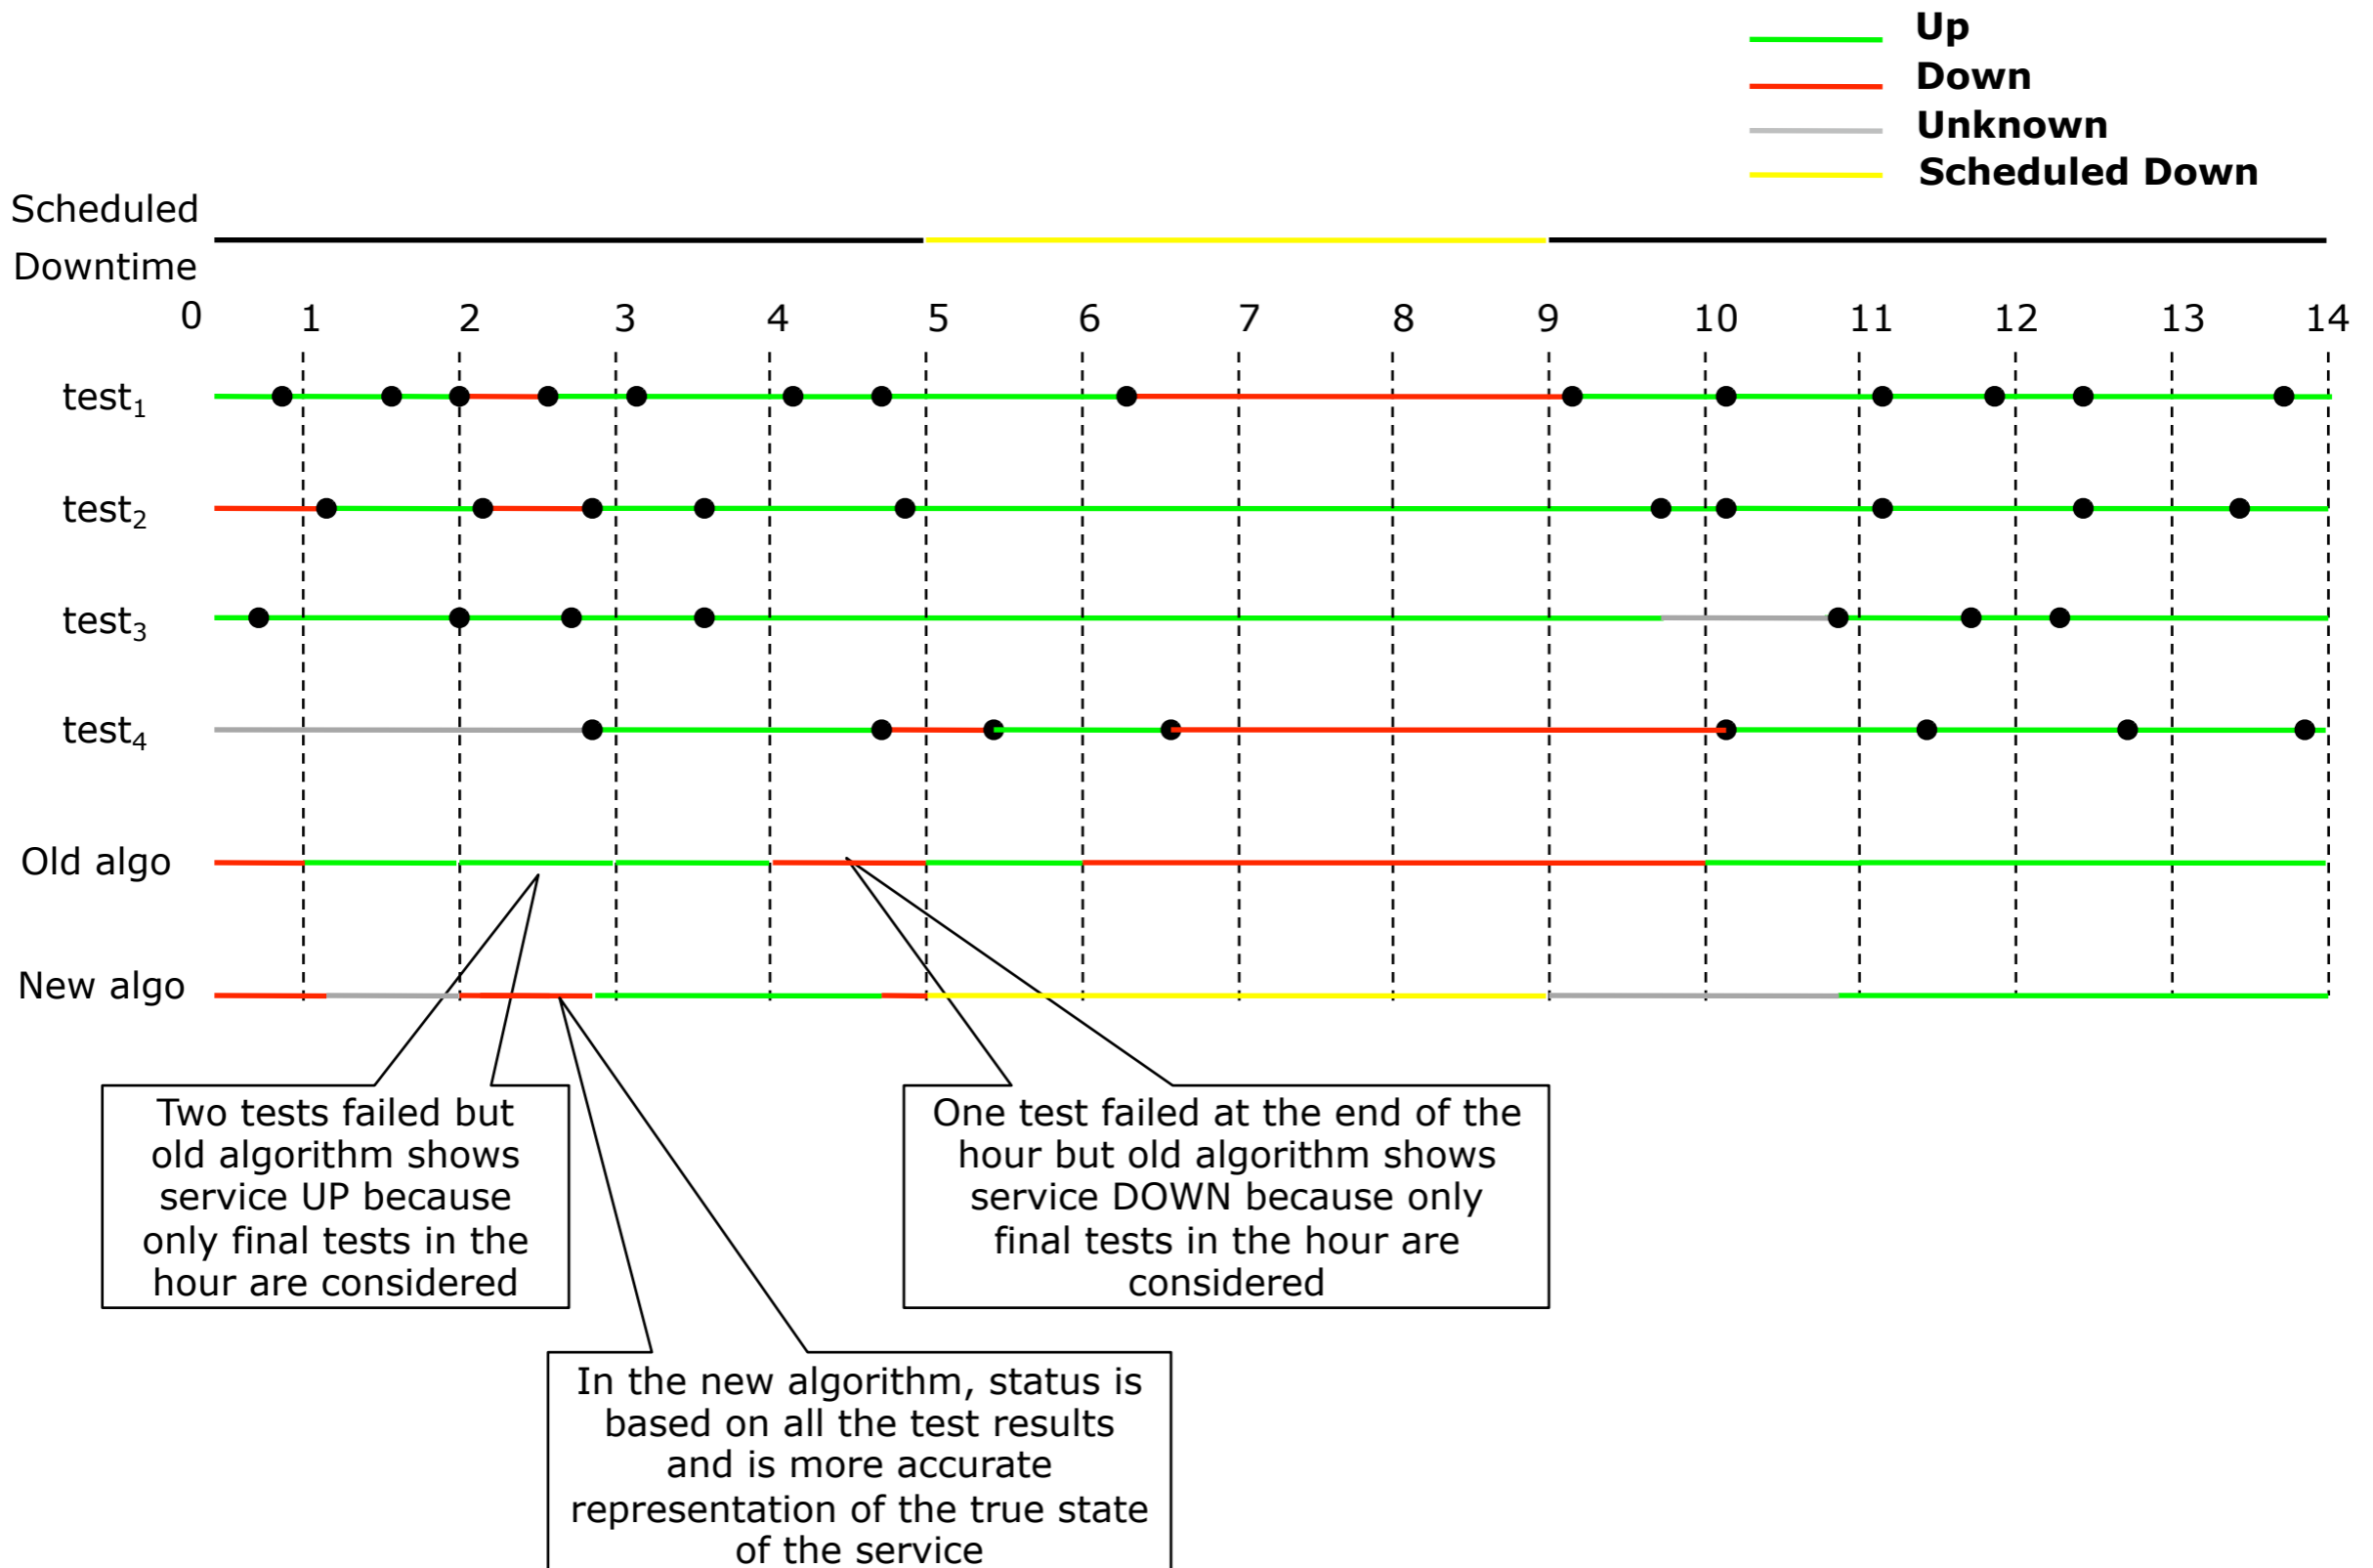 Up
Down
Unknown
Scheduled Down
Scheduled
Downtime
0 1 2 3 4 5 6 7 8 9 10 11 12 13 14
test1
test2
test3
test4
Old algo
New algo
Two tests failed but
old algorithm shows
service UP because
only final tests in the
hour are considered
One test failed at the end of the
hour but old algorithm shows
service DOWN because only
final tests in the hour are
considered
In the new algorithm, status is
based on all the test results
and is more accurate
representation of the true state
of the service